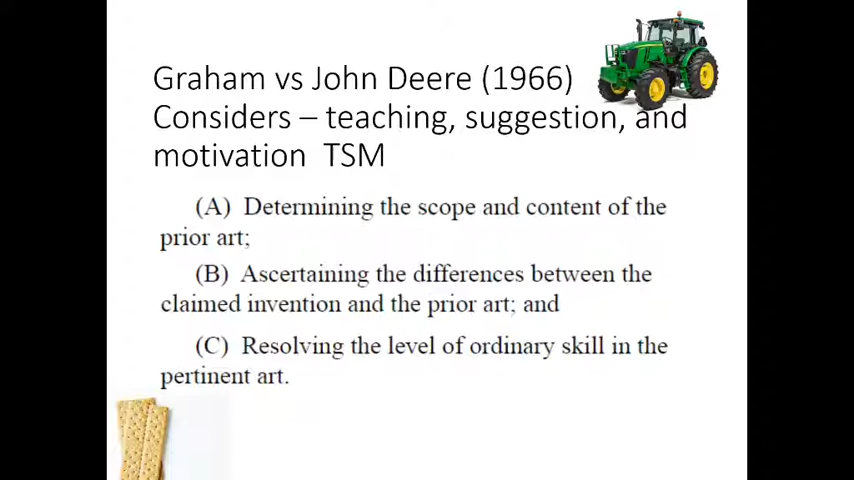 Graham vs John Deere (1966)
Considers – teaching, suggestion, and
motivation TSM
(A) Determining the scope and content of the
prior art;
(B) Ascertaining the differences between the
claimed invention and the prior art; and
(C) Resolving the level of ordinary skill in the
pertinent art.